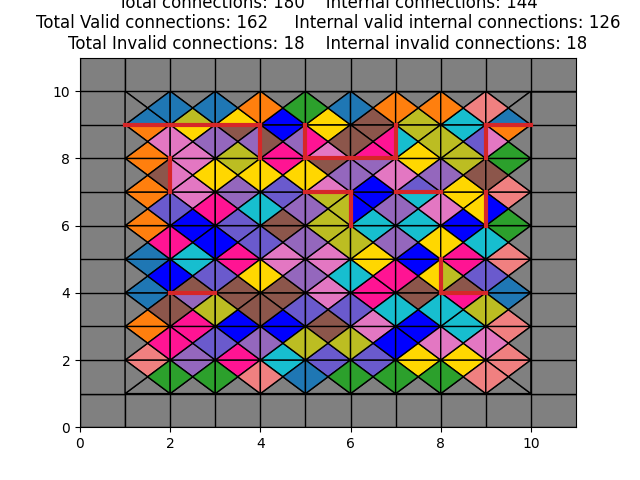 Total connections: 180    Internal connections: 144
Total Valid connections: 162     Internal valid internal connections: 126
Total Invalid connections: 18    Internal invalid connections: 18
10
8
6
4
2
0
0 2 4 6 8 10